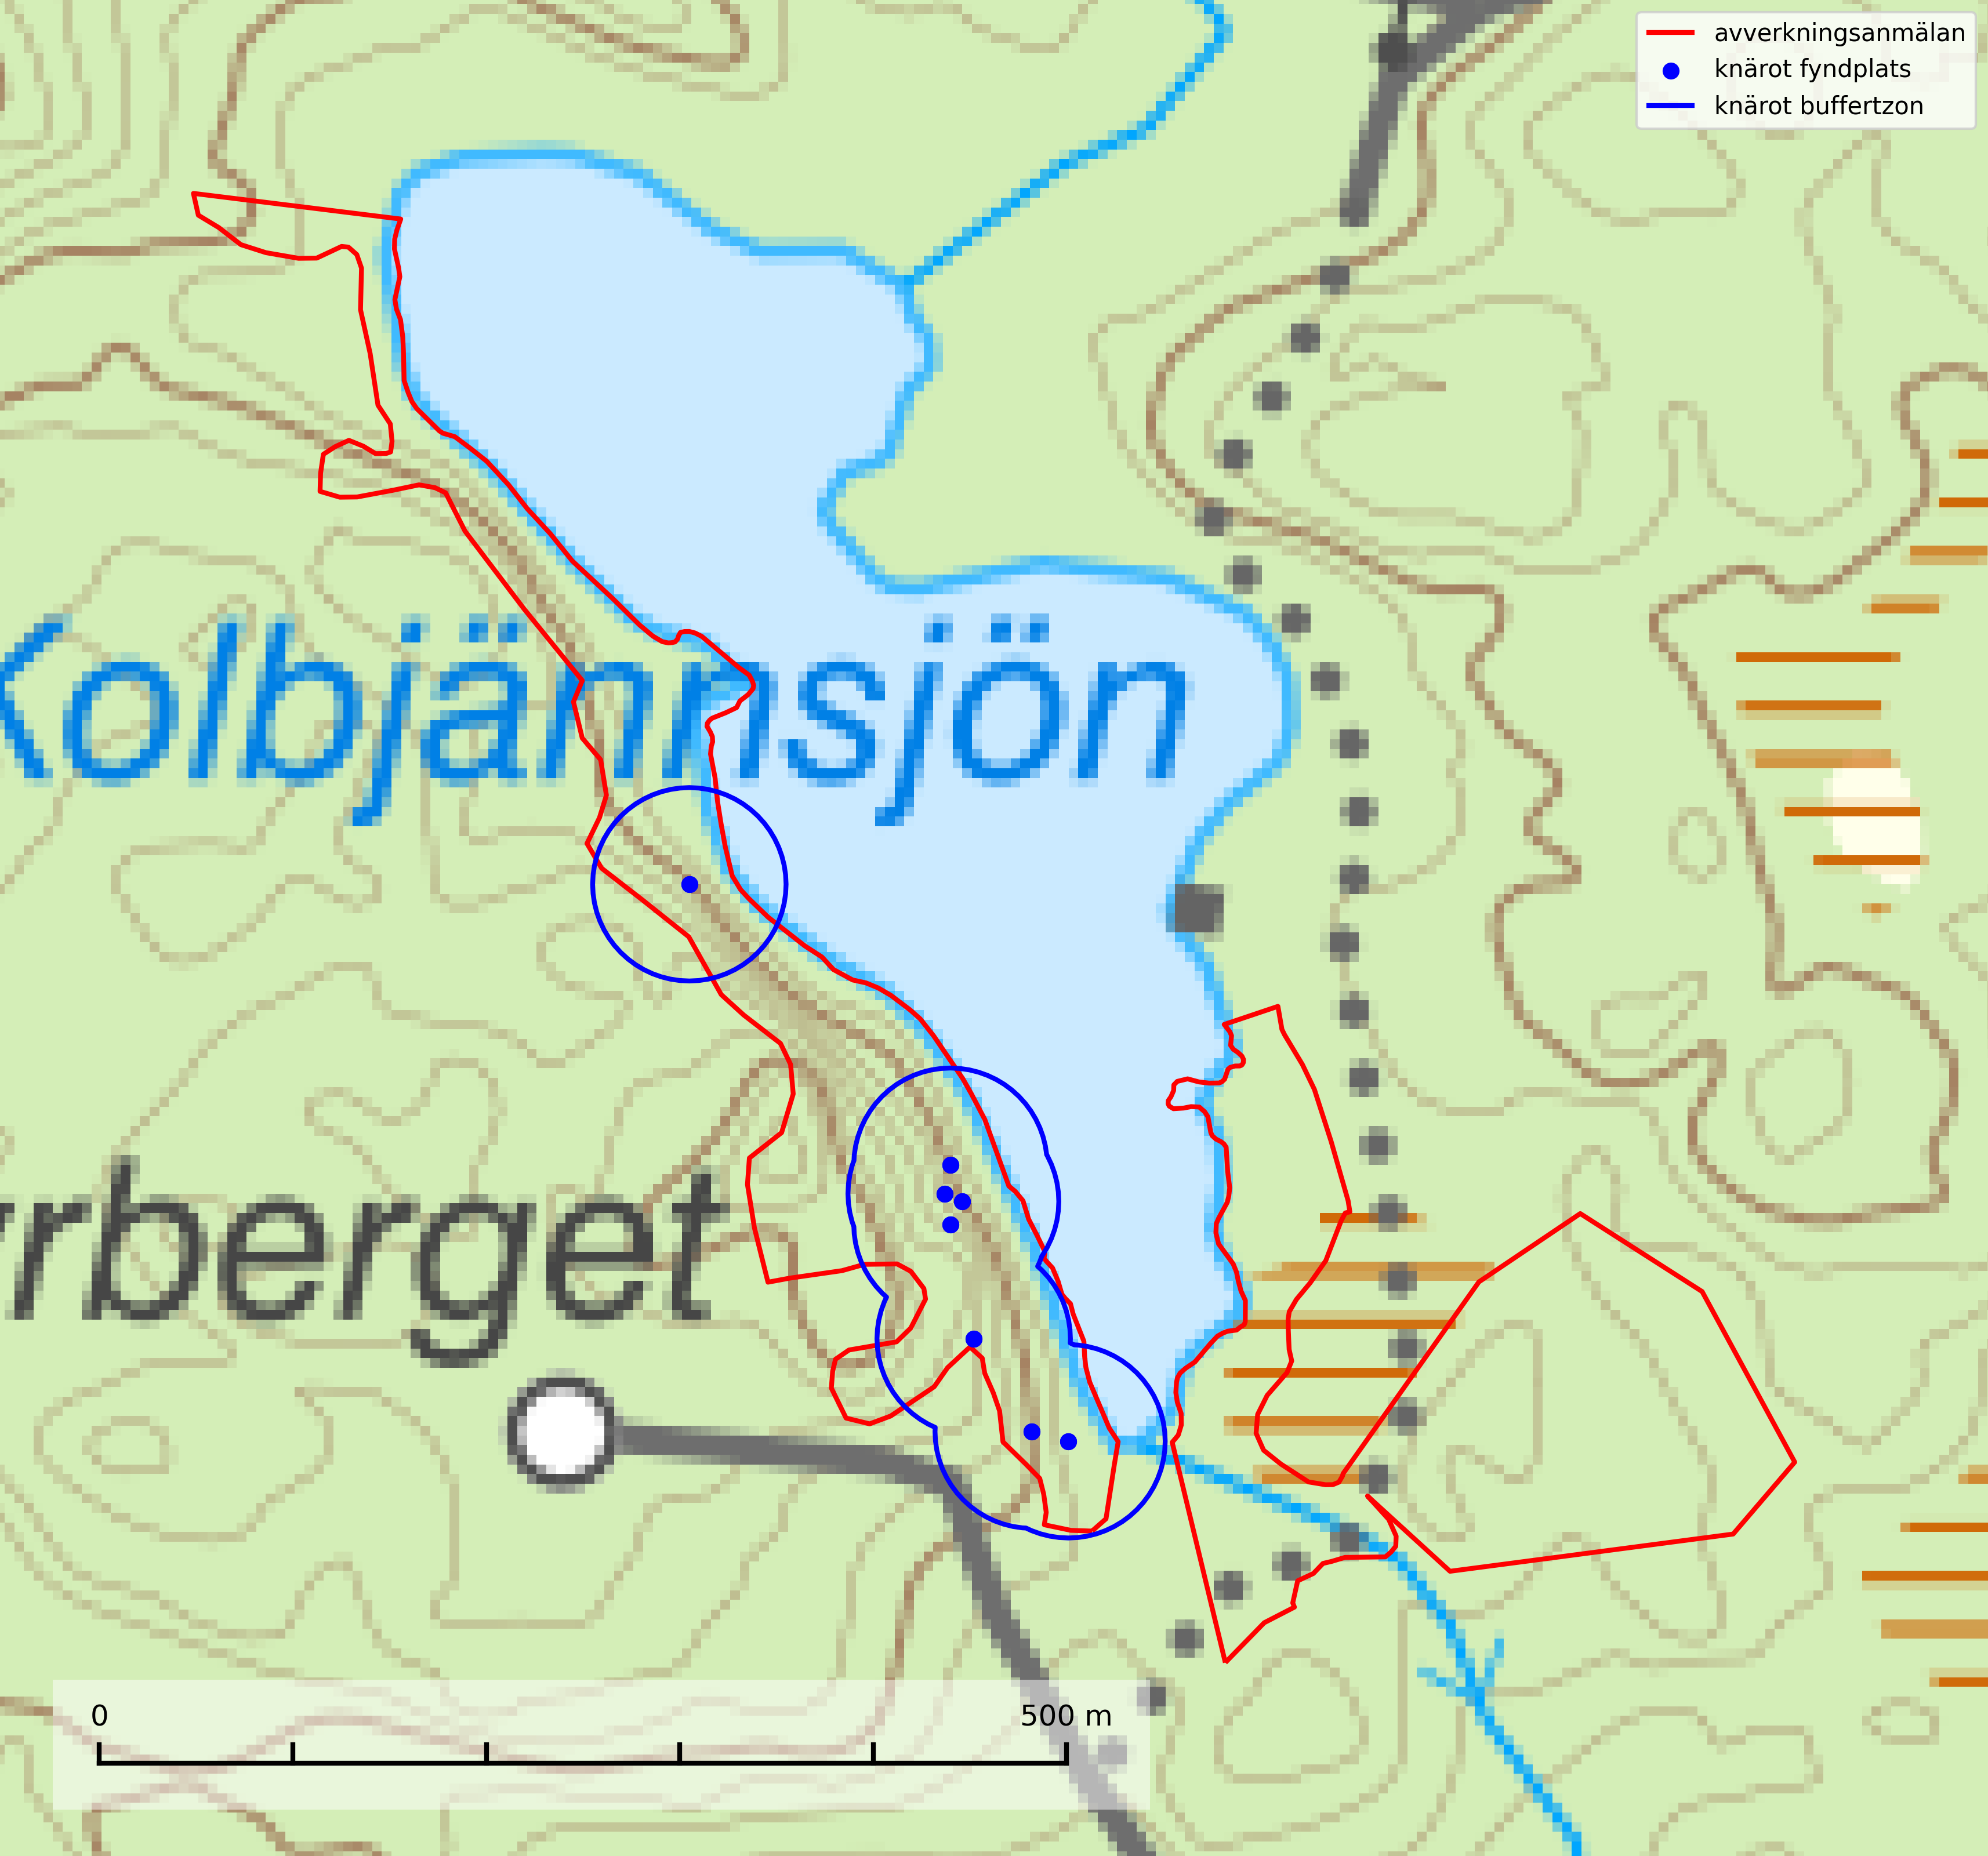 avverkningsanmälan
knärot fyndplats
knärot buffertzon
Kolbjännsjön
rberget
0 500 m